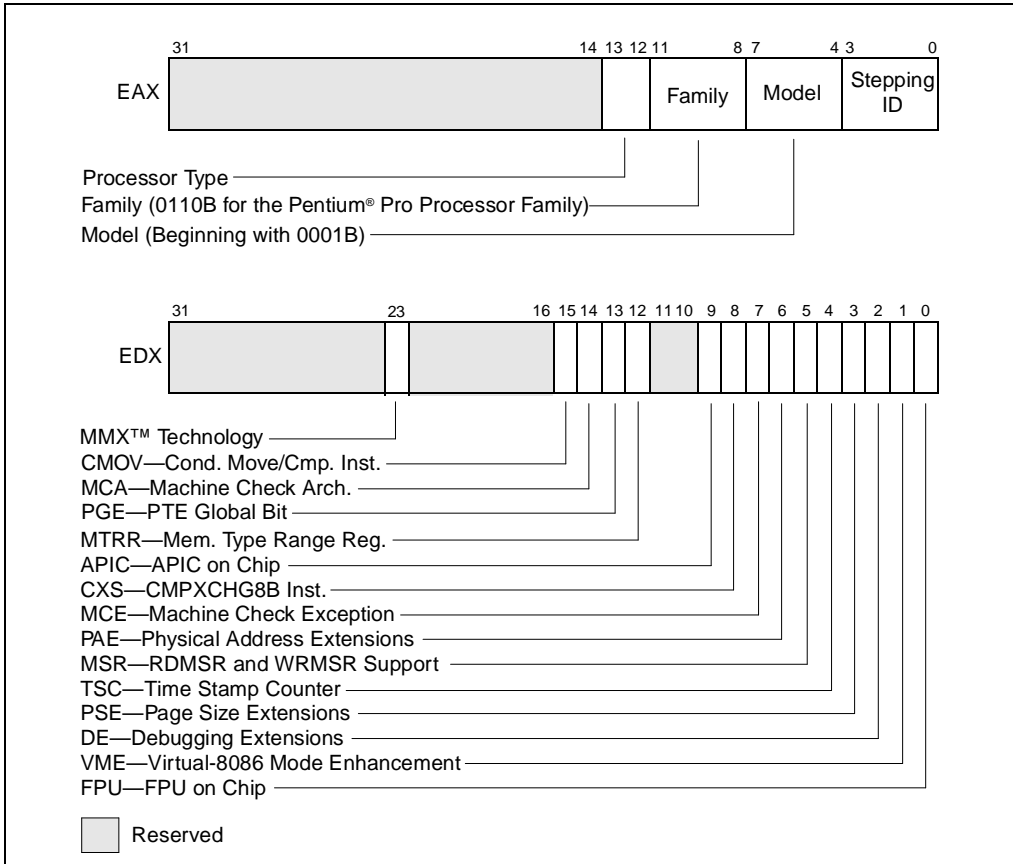 31 14 13 12 11 8 7 4 3 0
EAX Family Model Stepping ID
Processor Type
Family (0110B for the Pentium® Pro Processor Family)
Model (Beginning with 0001B)
31 23 16 15 14 13 12 11 10 9 8 7 6 5 4 3 2 1 0
EDX
MMX™ Technology
CMOV—Cond. Move/Cmp. Inst.
MCA—Machine Check Arch.
PGE—PTE Global Bit
MTRR—Mem. Type Range Reg.
APIC—APIC on Chip
CXS—CMPXCHG8B Inst.
MCE—Machine Check Exception
PAE—Physical Address Extensions
MSR—RDMSR and WRMSR Support
TSC—Time Stamp Counter
PSE—Page Size Extensions
DE—Debugging Extensions
VME—Virtual-8086 Mode Enhancement
FPU—FPU on Chip
Reserved